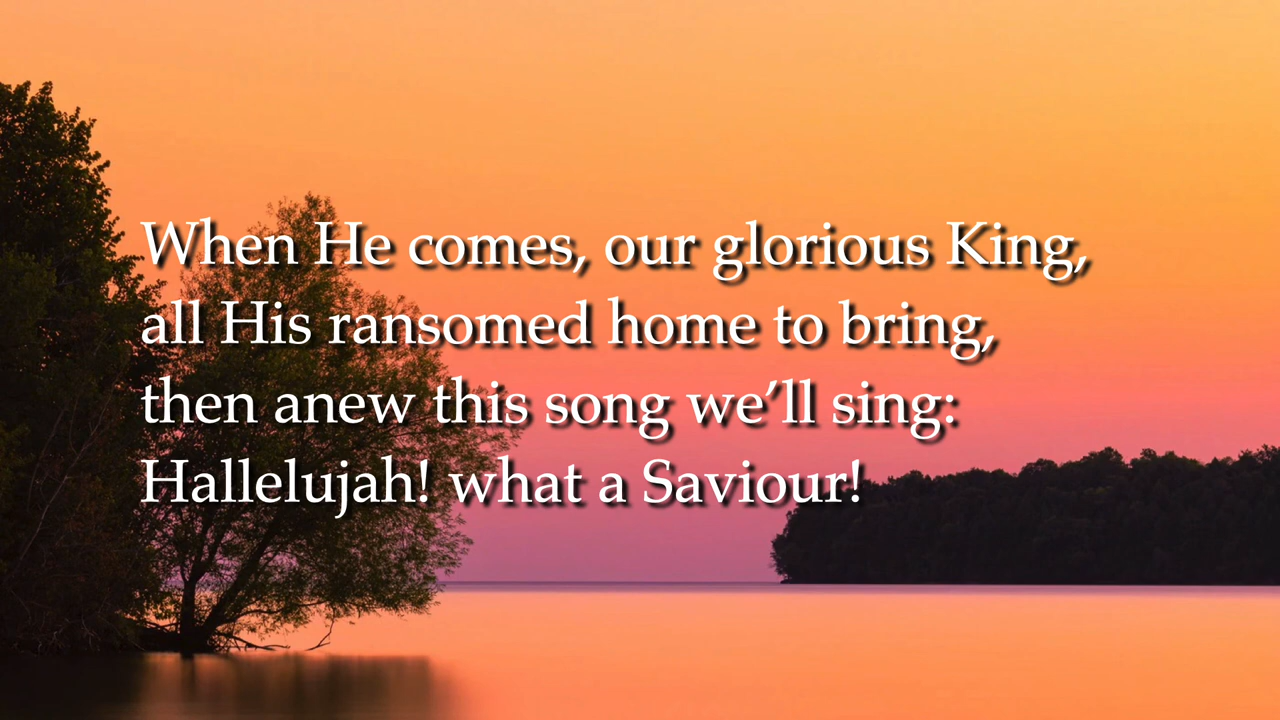 When He comes, our glorious King,
all His ransomed home to bring,
then anew this song we’ll sing:
Hallelujah! what a Saviour!